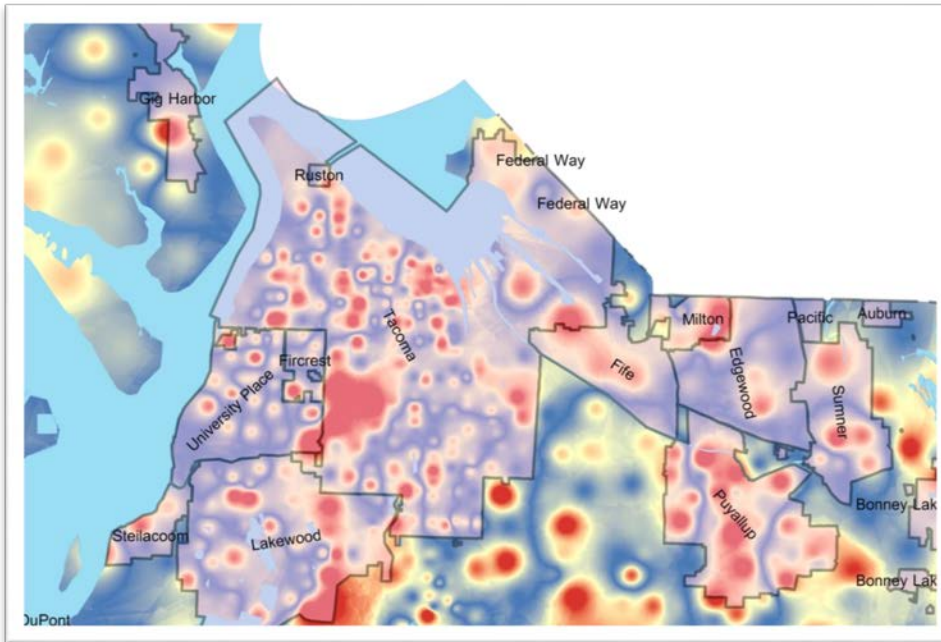 Gig Harbor
Federal Way
Ruston
Federal Way
Tacoma
Milton
Pacific
Auburn
Fircrest
University Place
Fife
Edgewood
Sumner
Puyallup
Bonney Lak
Steilacoom
Lakewood
Bonney Lak
DuPont